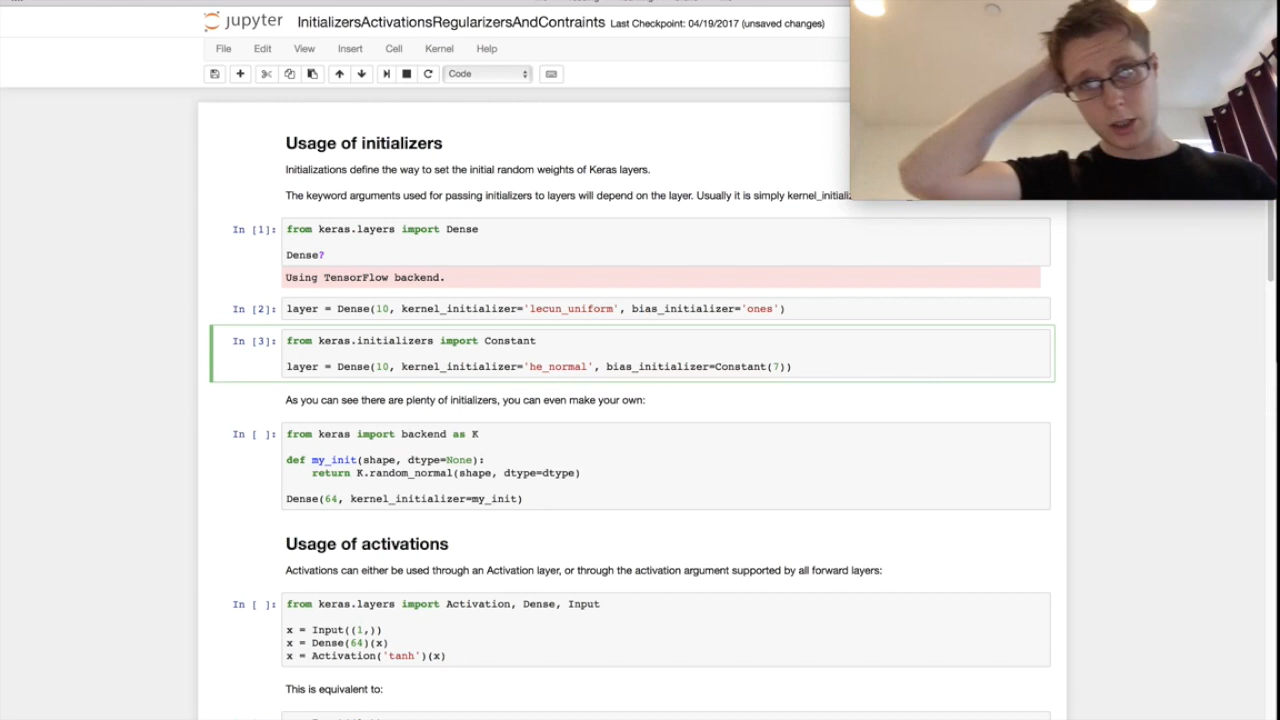 jupyter InitializersActivationsRegularizersAndContraints Last Checkpoint: 04/19/2017 (unsaved changes)
File Edit View Insert Cell Kernel Help
Code
Usage of initializers
Initializations define the way to set the initial random weights of Keras layers.
The keyword arguments used for passing initializers to layers will depend on the layer. Usually it is simply
In [1]: from keras.layers import Dense
Dense?
Using TensorFlow backend.
In [2]: layer = Dense(10, kernel_initializer='lecun_uniform', bias_initializer='ones')
In [3]: from keras.initializers import Constant
layer = Dense(10, kernel_initializer='he_normal', bias_initializer=Constant(7))
As you can see there are plenty of initializers, you can even make your own:
In [ ]: from keras import backend as K
def my_init(shape, dtype=None):
return K.random_normal(shape, dtype=dtype)
Dense(64, kernel_initializer=my_init)
Usage of activations
Activations can either be used through an Activation layer, or through the activation argument supported by all forward layers:
In [ ]: from keras.layers import Activation, Dense, Input
x = Input((1,))
x = Dense(64)(x)
x = Activation('tanh')(x)
This is equivalent to: